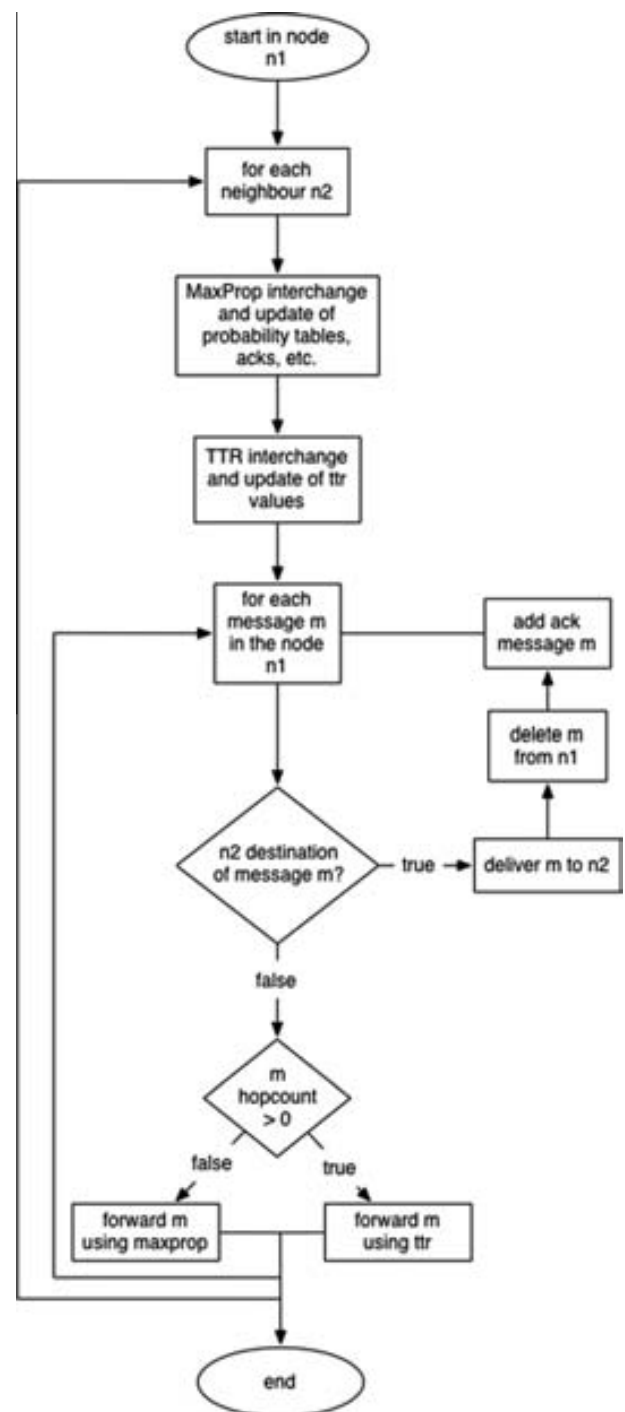 start in node
n1
for each
neighbour n2
MaxProp interchange
and update of
probability tables,
acks, etc.
TTR interchange
and update of ttr
values
for each
message m
in the node
n1
add ack
message m
delete m
from n1
n2 destination
of message m?
true
deliver m to n2
false
m
hopcount
> 0
false
true
forward m
using maxprop
forward m
using ttr
end